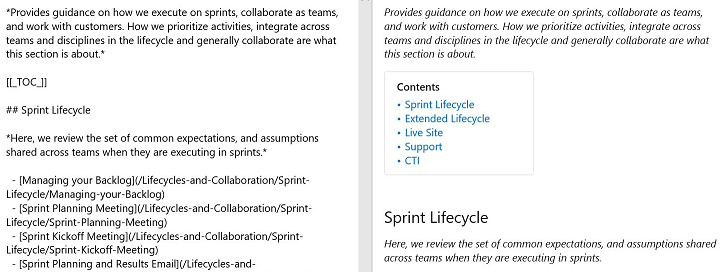 *Provides guidance on how we execute on sprints, collaborate as teams,
and work with customers. How we prioritize activities, integrate across
teams and disciplines in the lifecycle and generally collaborate are what
this section is about.*
[[_TOC_]]
## Sprint Lifecycle
*Here, we review the set of common expectations, and assumptions
shared across teams when they are executing in sprints.*
- [Managing your Backlog](/Lifecycles-and-Collaboration/Sprint-
Lifecycle/Managing-your-Backlog)
- [Sprint Planning Meeting](/Lifecycles-and-Collaboration/Sprint-
Lifecycle/Sprint-Planning-Meeting)
- [Sprint Kickoff Meeting](/Lifecycles-and-Collaboration/Sprint-
Lifecycle/Sprint-Kickoff-Meeting)
- [Sprint Planning and Results Email](/Lifecycles-and-
Provides guidance on how we execute on sprints, collaborate as teams,
and work with customers. How we prioritize activities, integrate across
teams and disciplines in the lifecycle and generally collaborate are what
this section is about.
Contents
• Sprint Lifecycle
• Extended Lifecycle
• Live Site
• Support
• CTI
Sprint Lifecycle
Here, we review the set of common expectations, and assumptions shared
across teams when they are executing in sprints.